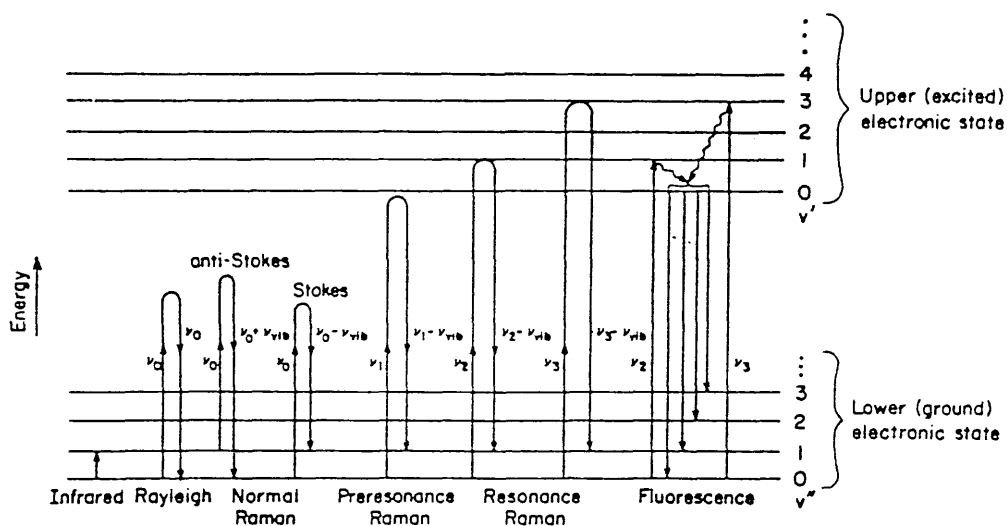 4
3
2
1
0
v'
Upper (excited)
electronic state
Energy
anti-Stokes
Stokes
ν₀
ν₀
ν₀
ν₀+ νvib
ν₀
ν₀− νvib
ν₁
ν₁− νvib
ν₂
ν₂− νvib
ν₃
ν₃− νvib
ν₂
ν₃
3
2
1
0
v"
Lower (ground)
electronic state
Infrared
Rayleigh
Normal
Raman
Preresonance
Raman
Resonance
Raman
Fluorescence